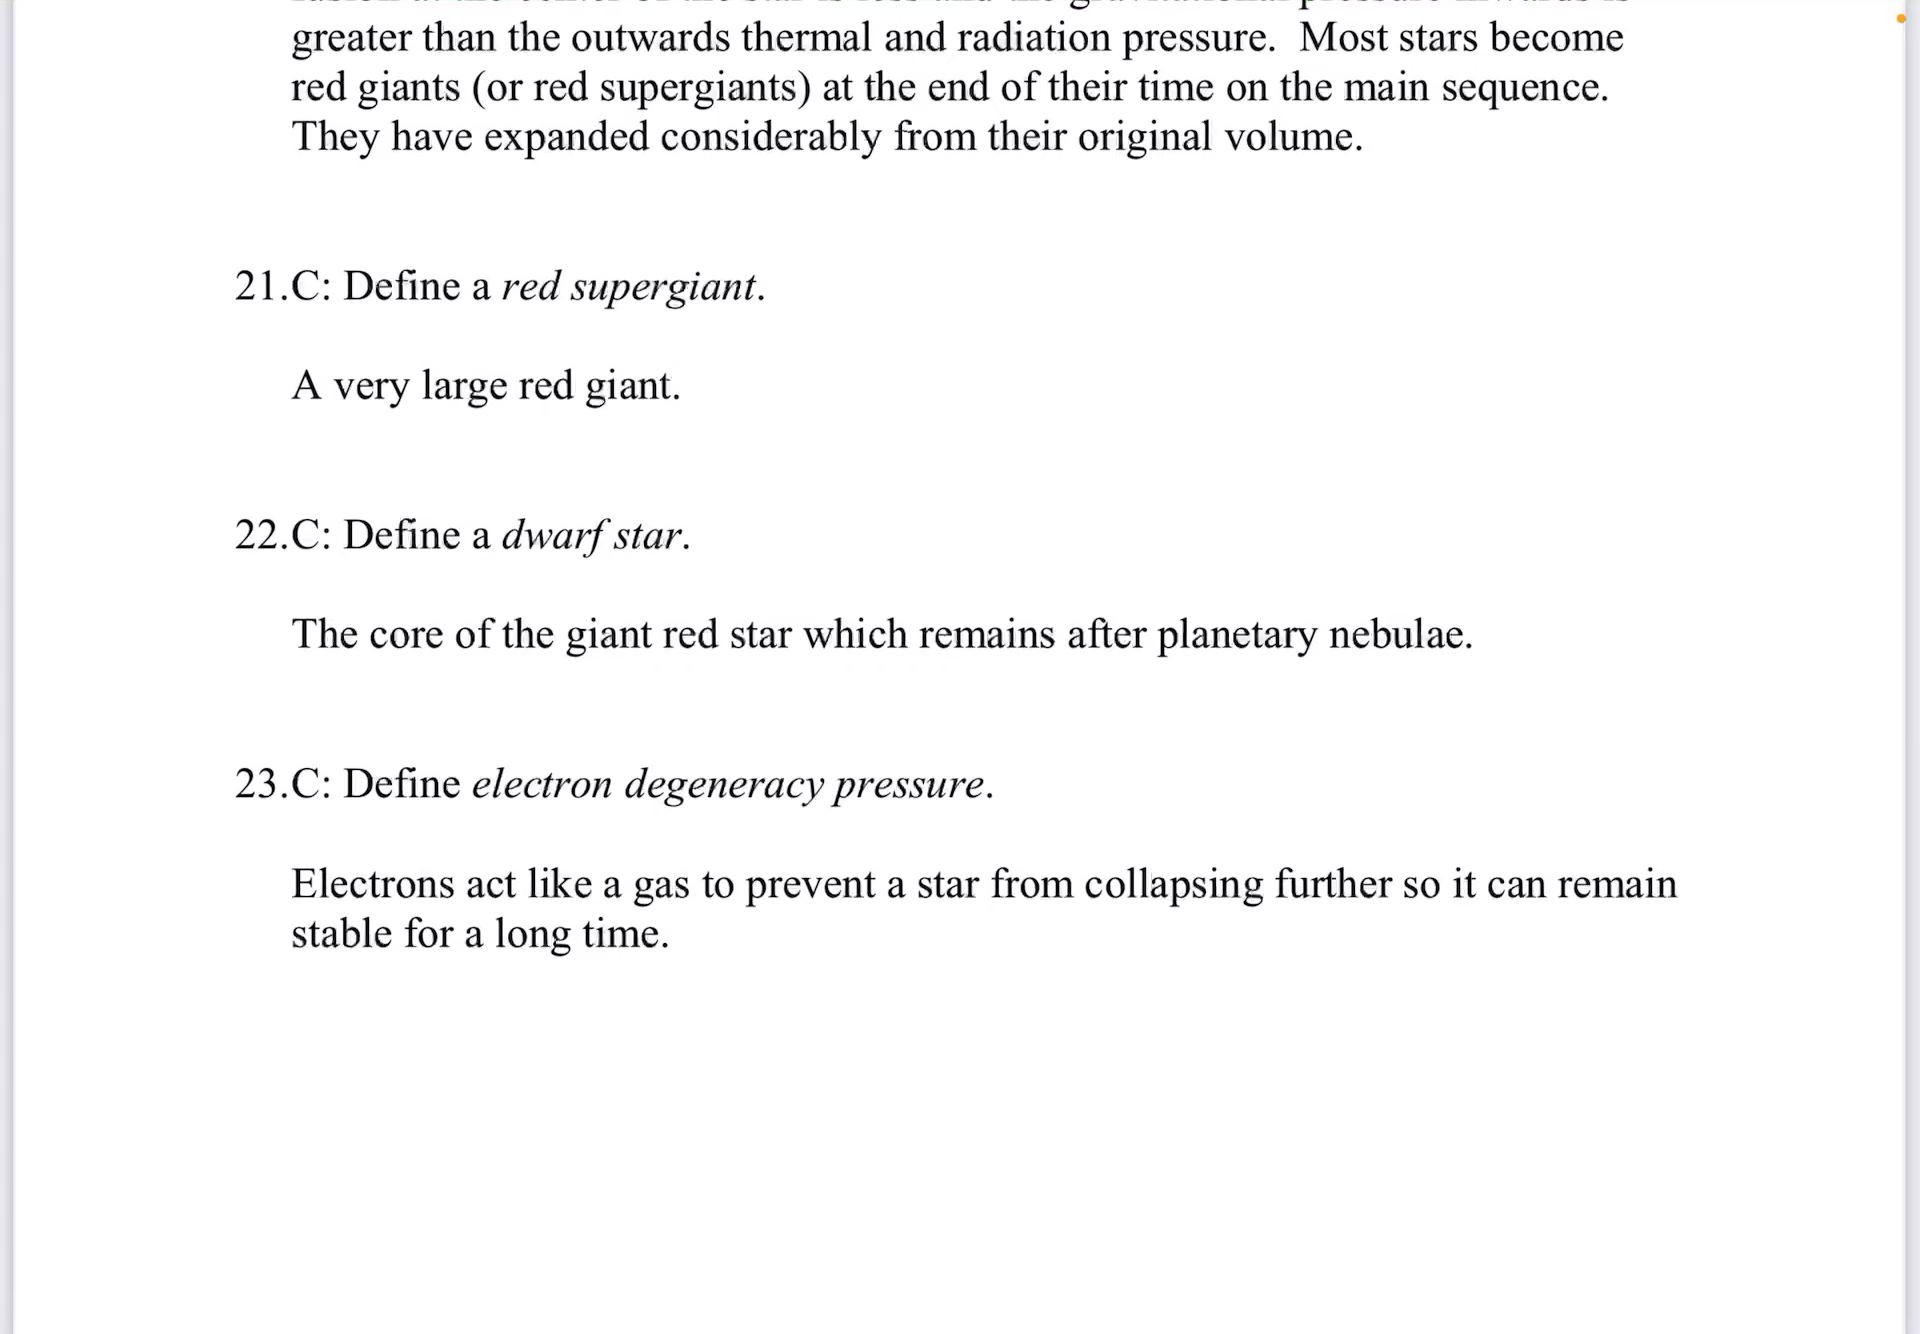 greater than the outwards thermal and radiation pressure.  Most stars become
red giants (or red supergiants) at the end of their time on the main sequence.
They have expanded considerably from their original volume.
21.C: Define a red supergiant.
A very large red giant.
22.C: Define a dwarf star.
The core of the giant red star which remains after planetary nebulae.
23.C: Define electron degeneracy pressure.
Electrons act like a gas to prevent a star from collapsing further so it can remain
stable for a long time.